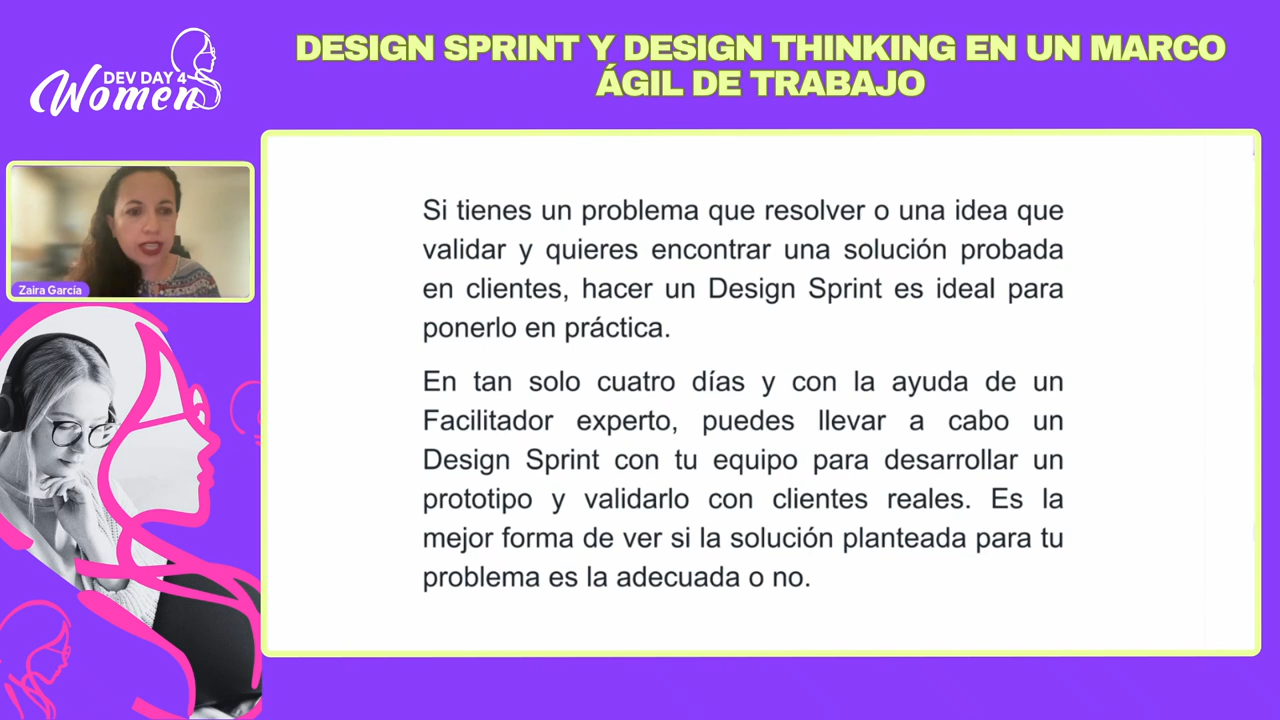 DEV DAY 4
Women
DESIGN SPRINT Y DESIGN THINKING EN UN MARCO
ÁGIL DE TRABAJO
Zaira García
Si tienes un problema que resolver o una idea que
validar y quieres encontrar una solución probada
en clientes, hacer un Design Sprint es ideal para
ponerlo en práctica.
En tan solo cuatro días y con la ayuda de un
Facilitador experto, puedes llevar a cabo un
Design Sprint con tu equipo para desarrollar un
prototipo y validarlo con clientes reales. Es la
mejor forma de ver si la solución planteada para tu
problema es la adecuada o no.